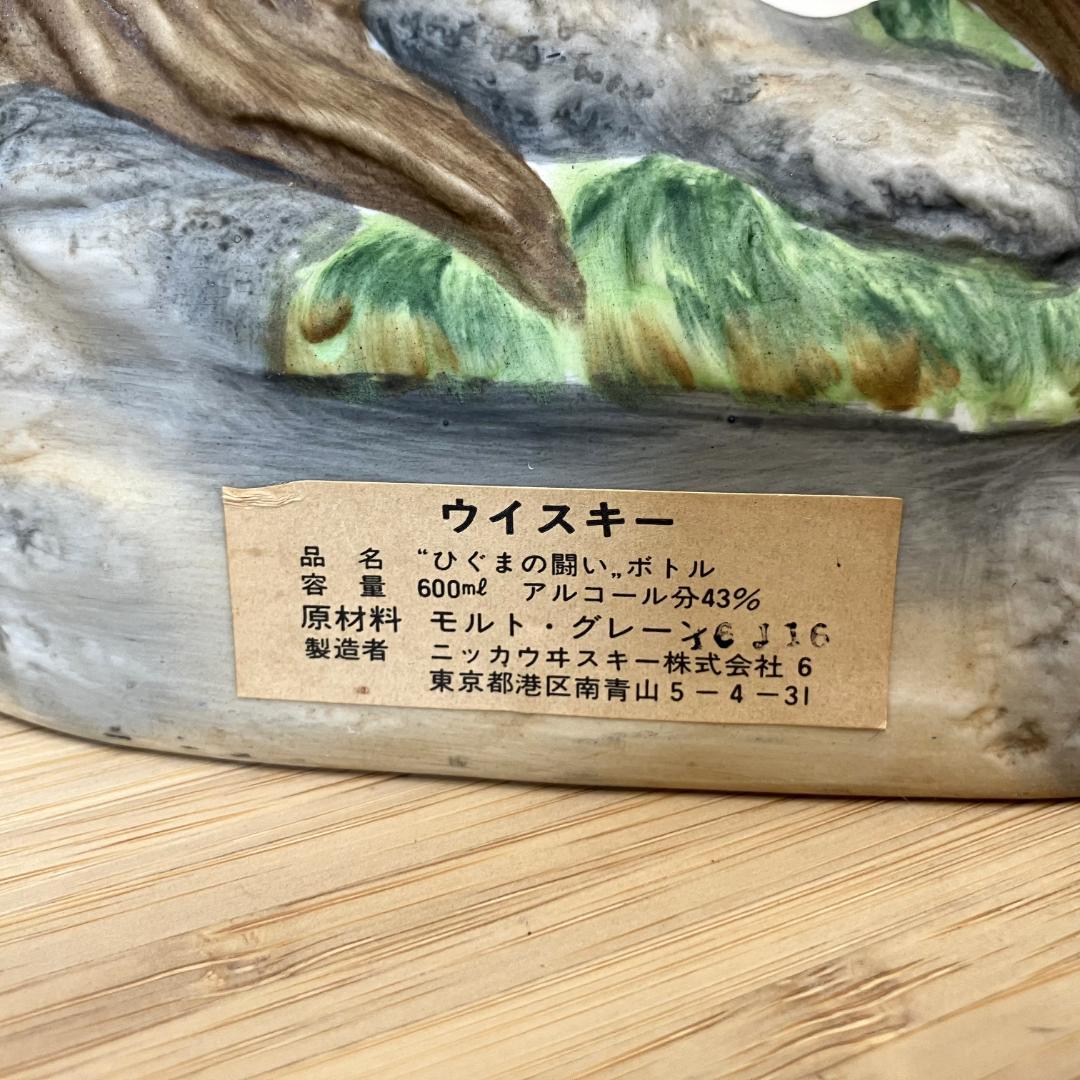 ウイスキー
品 名 “ひぐまの闘い„ボトル
容 量 600mℓ アルコール分43%
原材料 モルト・グレーン 6J16
製造者 ニッカウヰスキー株式会社 6
東京都港区南青山5-4-31